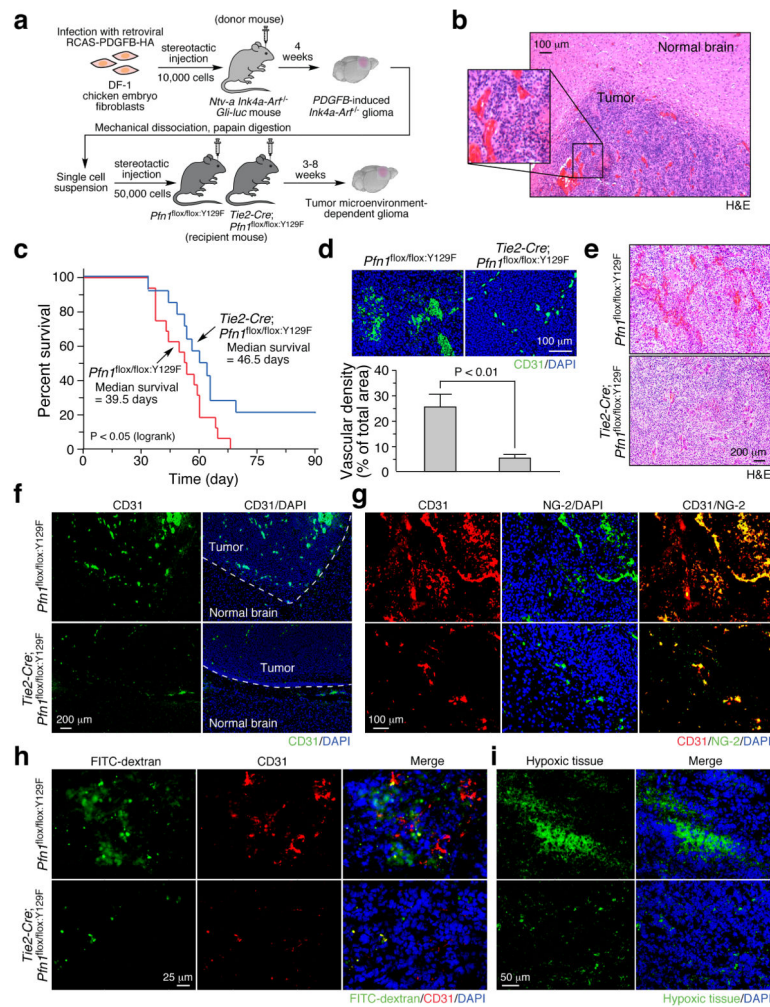 a
Infection with retroviral
RCAS-PDGFB-HA
DF-1
chicken embryo
fibroblasts
stereotactic
injection
10,000 cells
(donor mouse)
Ntv-a Ink4a-Arf-/-
Gli-luc mouse
4
weeks
PDGFB-induced
Ink4a-Arf-/- glioma
Mechanical dissociation, papain digestion
Single cell
suspension
stereotactic
injection
50,000 cells
Pfn1flox/flox:Y129F
Tie2-Cre;
Pfn1flox/flox:Y129F
(recipient mouse)
3-8
weeks
Tumor microenvironment-
dependent glioma
b
100 μm
Normal brain
Tumor
H&E
c
Percent survival
100
80
60
40
20
0
Tie2-Cre;
Pfn1flox/flox:Y129F
Median survival
= 46.5 days
Pfn1flox/flox:Y129F
Median survival
= 39.5 days
P < 0.05 (logrank)
0 30 60 90
Time (day)
d
Pfn1flox/flox:Y129F
Tie2-Cre;
Pfn1flox/flox:Y129F
100 μm
CD31/DAPI
Vascular density
(% of total area)
40
30
20
10
0
P < 0.01
e
Pfn1flox/flox:Y129F
Tie2-Cre;
Pfn1flox/flox:Y129F
200 μm
H&E
f
CD31
CD31/DAPI
Pfn1flox/flox:Y129F
Tumor
Normal brain
Tie2-Cre;
Pfn1flox/flox:Y129F
Tumor
Normal brain
200 μm
CD31/DAPI
g
CD31
NG-2/DAPI
CD31/NG-2
100 μm
CD31/NG-2/DAPI
h
FITC-dextran
CD31
Merge
Pfn1flox/flox:Y129F
Tie2-Cre;
Pfn1flox/flox:Y129F
25 μm
FITC-dextran/CD31/DAPI
i
Hypoxic tissue
Merge
50 μm
Hypoxic tissue/DAPI